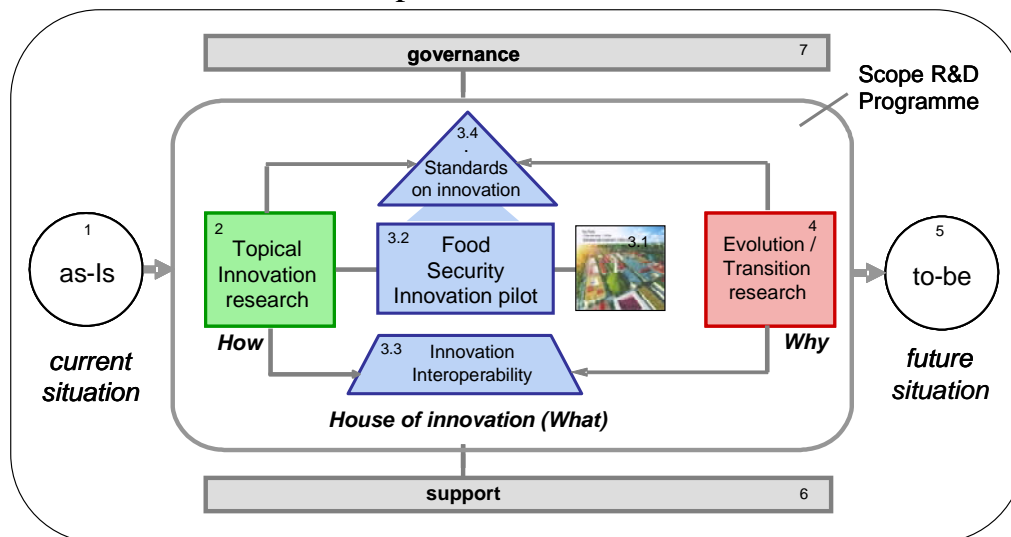 governance
7
Scope R&D
Programme
3.4
.
Standards
on innovation
1
as-Is
current
situation
2
Topical
Innovation
research
How
3.2
Food
Security
Innovation pilot
3.1
4
Evolution /
Transition
research
Why
5
to-be
future
situation
3.3
Innovation
Interoperability
House of innovation (What)
support
6